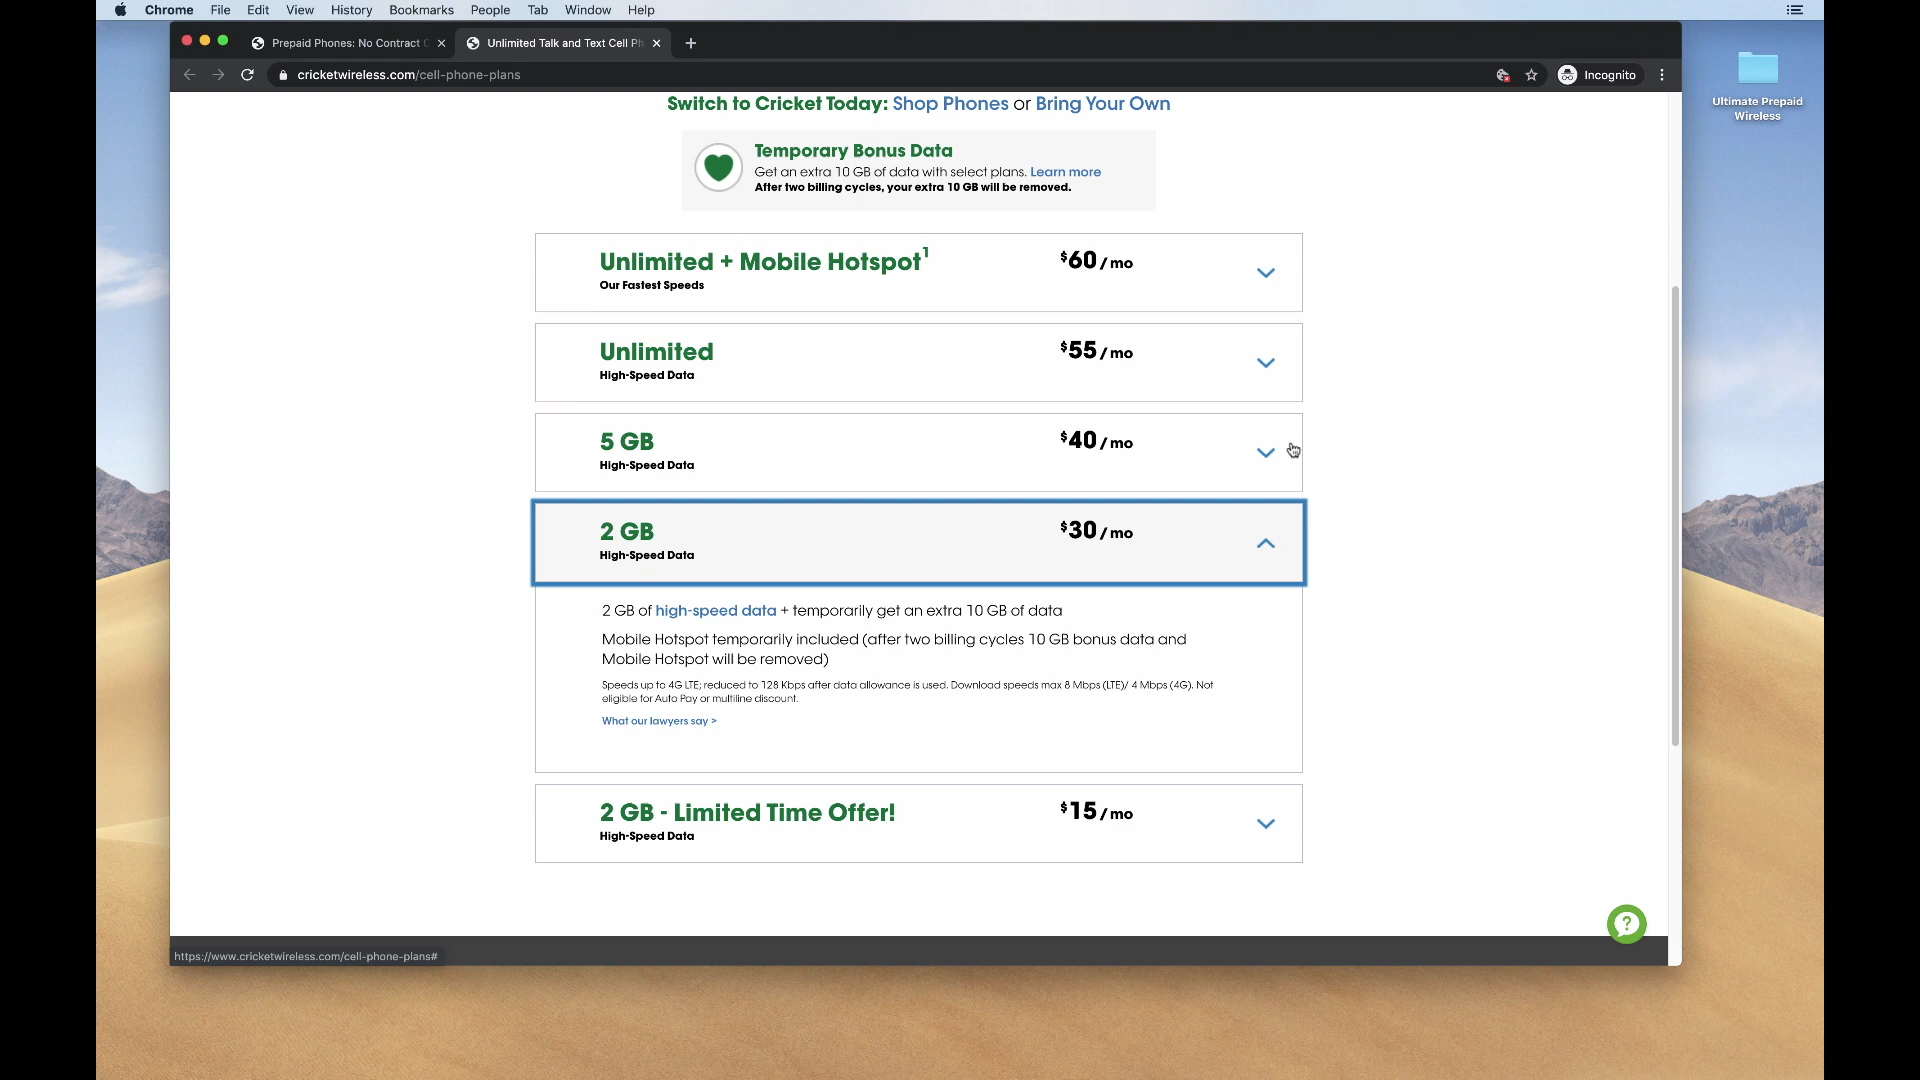 Chrome File Edit View History Bookmarks People Tab Window Help
Prepaid Phones: No Contract
Unlimited Talk and Text Cell Ph
cricketwireless.com/cell-phone-plans
Incognito
Ultimate Prepaid
Wireless
Switch to Cricket Today: Shop Phones or Bring Your Own
Temporary Bonus Data
Get an extra 10 GB of data with select plans. Learn more
After two billing cycles, your extra 10 GB will be removed.
Unlimited + Mobile Hotspot1
$60/mo
Our Fastest Speeds
Unlimited
$55/mo
High-Speed Data
5 GB
$40/mo
High-Speed Data
2 GB
$30/mo
High-Speed Data
2 GB of high-speed data + temporarily get an extra 10 GB of data
Mobile Hotspot temporarily included (after two billing cycles 10 GB bonus data and
Mobile Hotspot will be removed)
Speeds up to 4G LTE; reduced to 128 Kbps after data allowance is used. Download speeds max 8 Mbps (LTE)/ 4 Mbps (4G). Not
eligible for Auto Pay or multiline discount.
What our lawyers say >
2 GB - Limited Time Offer!
$15/mo
High-Speed Data
https://www.cricketwireless.com/cell-phone-plans#